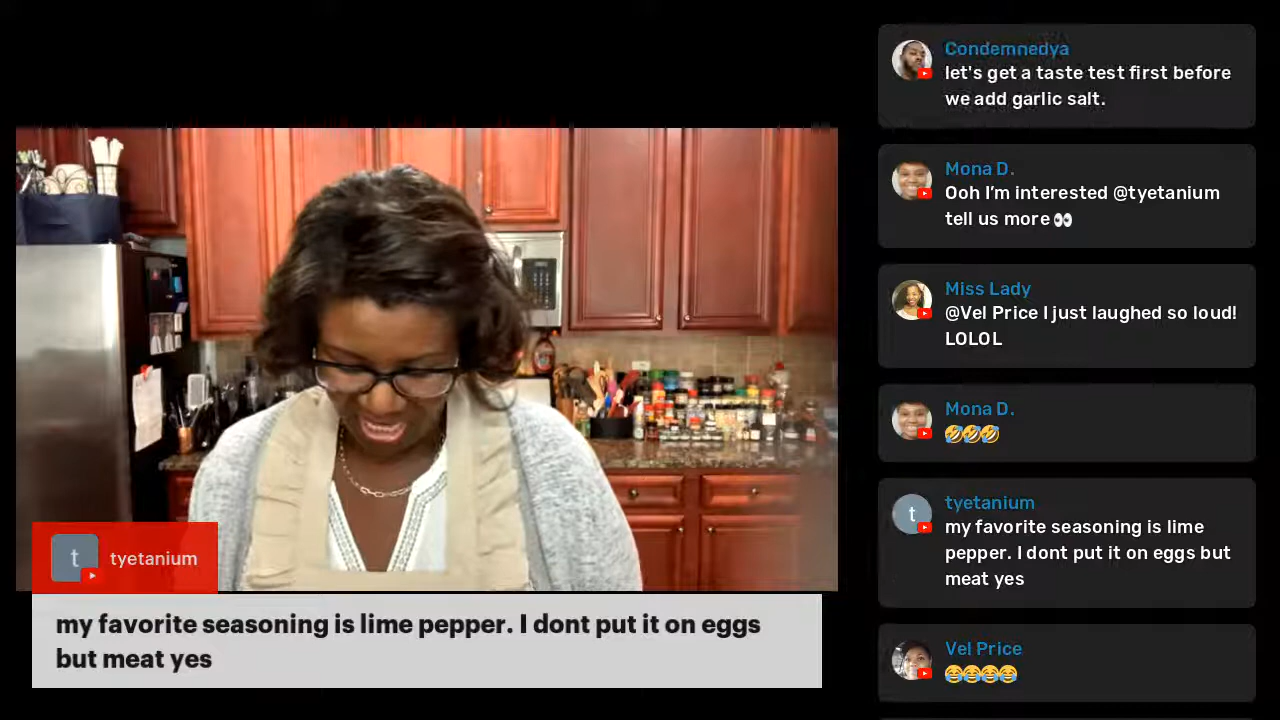 Condemnedya
let's get a taste test first before
we add garlic salt.
Mona D.
Ooh I'm interested @tyetanium
tell us more 👀
Miss Lady
@Vel Price I just laughed so loud!
LOLOL
Mona D.
🤣🤣🤣
t
tyetanium
my favorite seasoning is lime
pepper. I dont put it on eggs but
meat yes
Vel Price
😂😂😂😂
t
tyetanium
my favorite seasoning is lime pepper. I dont put it on eggs
but meat yes